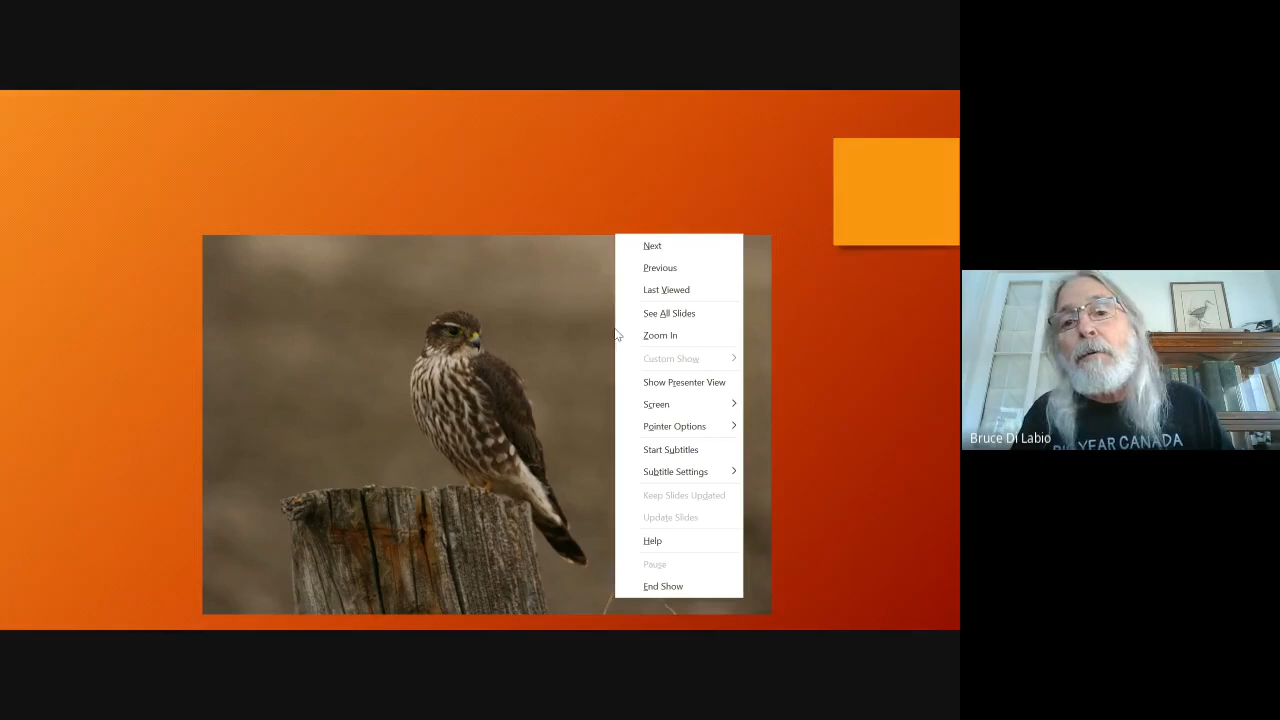 Next
Previous
Last Viewed
See All Slides
Zoom In
Custom Show
Show Presenter View
Screen
Pointer Options
Start Subtitles
Subtitle Settings
Keep Slides Updated
Update Slides
Help
Pause
End Show
Bruce Di Labio
BIG YEAR CANADA